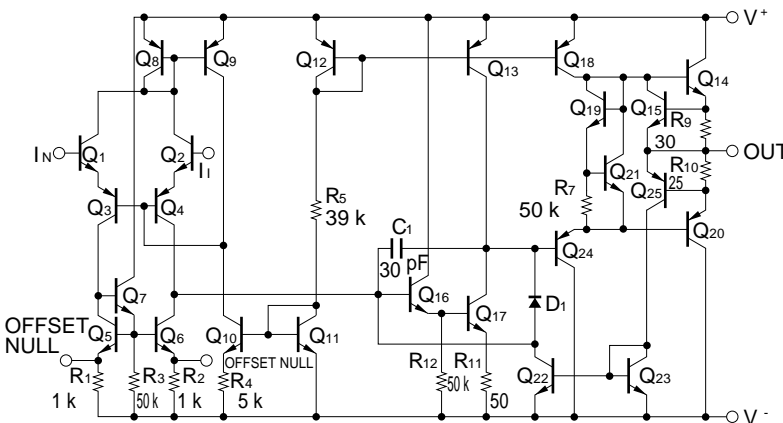 V+
Q8
Q9
Q12
Q13
Q18
Q14
Q19
Q15
R9
30
IN
Q1
Q2
II
OUT
R10
25
Q21
Q25
Q3
Q4
R5
39 k
R7
50 k
C1
30 pF
Q24
Q20
Q7
Q16
Q17
D1
OFFSET
NULL
Q5
Q6
Q10
Q11
OFFSET NULL
R12
50 k
R11
50
Q22
Q23
R1
1 k
R3
50 k
R2
1 k
R4
5 k
V-